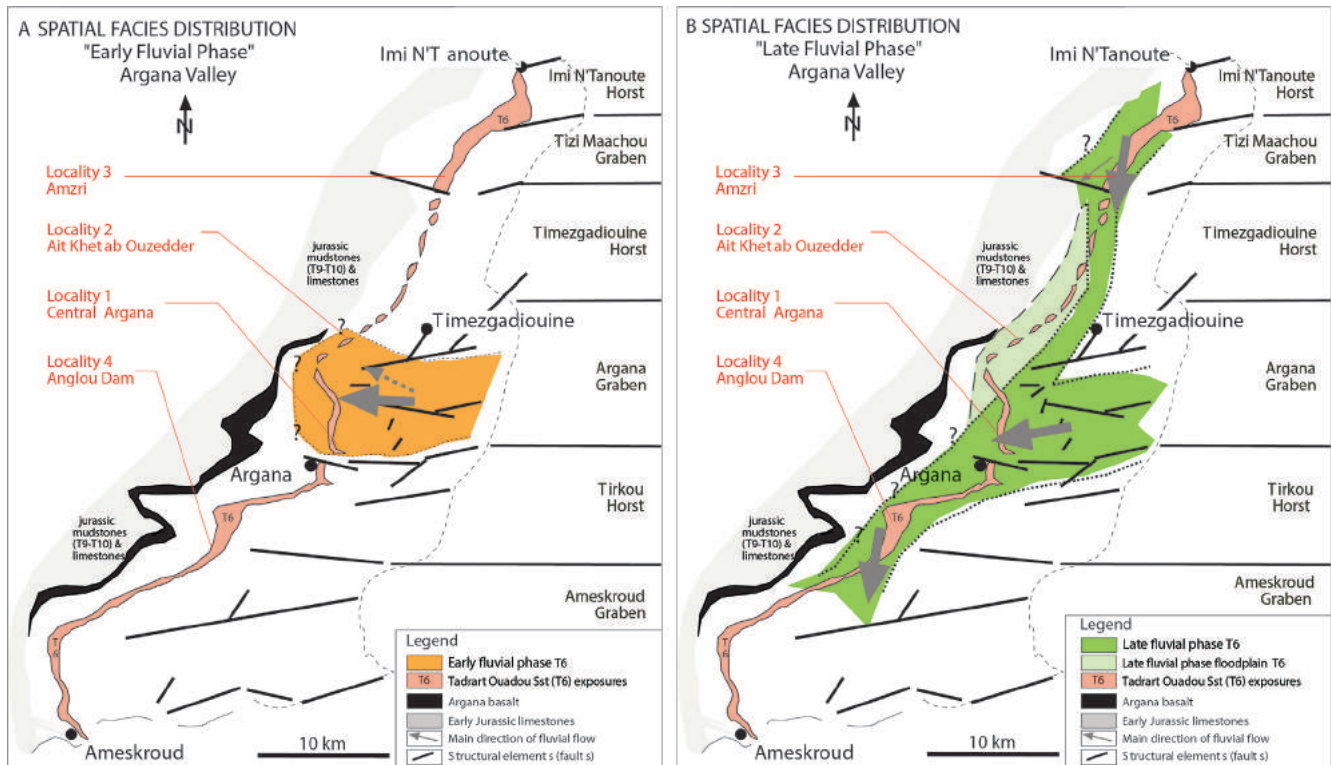 A SPATIAL FACIES DISTRIBUTION
"Early Fluvial Phase"
Argana Valley
N
Imi N'T anoute
Imi N'Tanoute
Horst
T6
Tizi Maachou
Graben
Locality 3
Amzri
Locality 2
Ait Khet ab Ouzedder
jurassic
mudstones
(T9-T10) &
limestones
Timezgadiouine
Horst
Locality 1
Central Argana
?
Timezgadiouine
Locality 4
Anglou Dam
?
Argana
Graben
?
Argana
Tirkou
Horst
T6
jurassic
mudstones
(T9-T10) &
limestones
Ameskroud
Graben
T
6
Legend
Early fluvial phase T6
T6 Tadrart Ouadou Sst (T6) exposures
Argana basalt
Early Jurassic limestones
Main direction of fluvial flow
S tructural element s (fault s)
Ameskroud
10 km
B SPATIAL FACIES DISTRIBUTION
"Late Fluvial Phase"
Argana Valley
N
Imi N'Tanoute
Imi N'Tanoute
Horst
T6
Tizi Maachou
Graben
?
Locality 3
Amzri
Locality 2
Ait Khet ab Ouzedder
jurassic
mudstones
(T9-T10) &
limestones
Timezgadiouine
Horst
Locality 1
Central Argana
Timezgadiouine
Locality 4
Anglou Dam
Argana
Graben
?
Argana
?
Tirkou
Horst
T6
?
jurassic
mudstones
(T9-T10) &
limestones
Ameskroud
Graben
T
6
Legend
Late fluvial phase T6
Late fluvial phase floodplain T6
T6 Tadrart Ouadou Sst (T6) exposures
Argana basalt
Early Jurassic limestones
Main direction of fluvial flow
S tructural element s (fault s)
Ameskroud
10 km